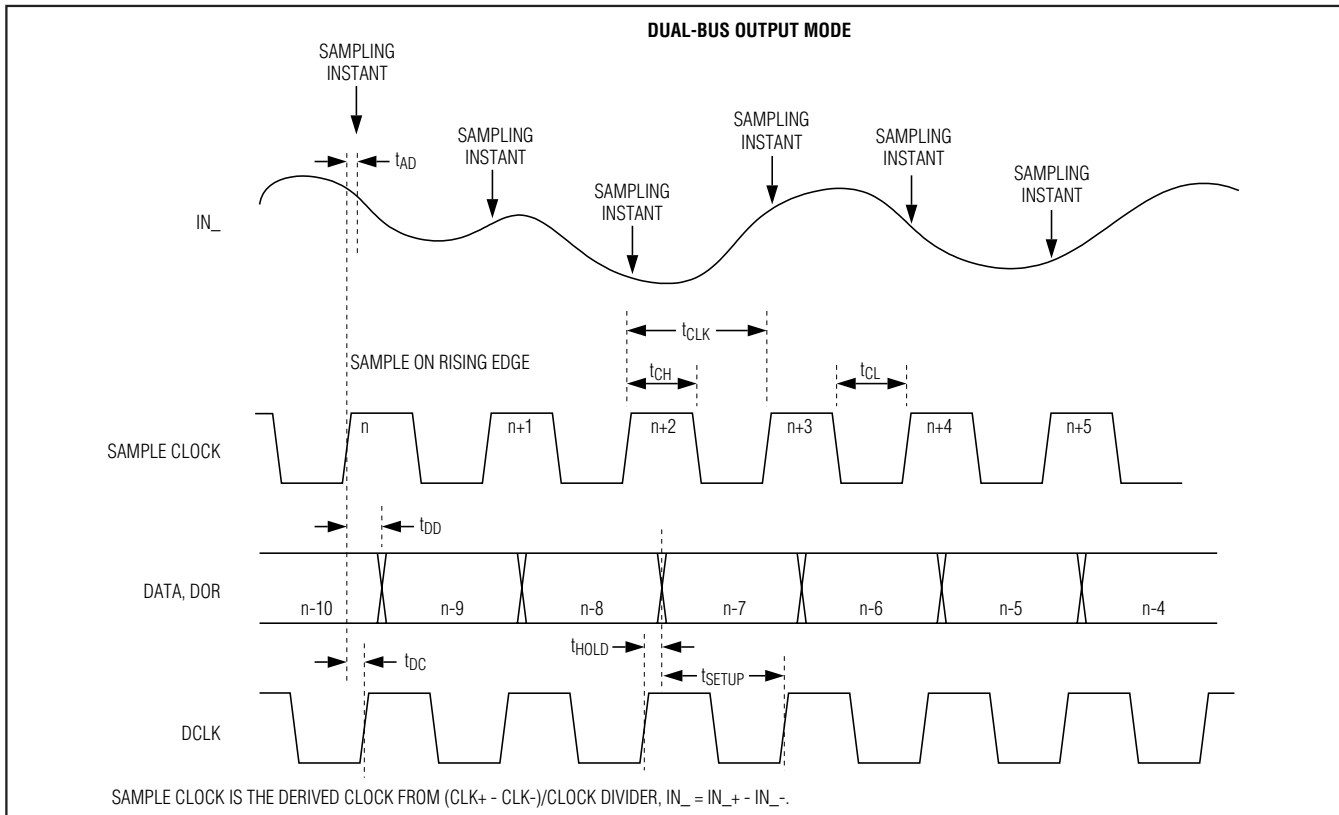 DUAL-BUS OUTPUT MODE
SAMPLING
INSTANT
SAMPLING
INSTANT
SAMPLING
INSTANT
SAMPLING
INSTANT
SAMPLING
INSTANT
SAMPLING
INSTANT
tAD
IN_
tCLK
SAMPLE ON RISING EDGE
tCH
tCL
SAMPLE CLOCK
n
n+1
n+2
n+3
n+4
n+5
tDD
DATA, DOR
n-10
n-9
n-8
n-7
n-6
n-5
n-4
tDC
tHOLD
tSETUP
DCLK
SAMPLE CLOCK IS THE DERIVED CLOCK FROM (CLK+ - CLK-)/CLOCK DIVIDER, IN_ = IN_+ - IN_-.